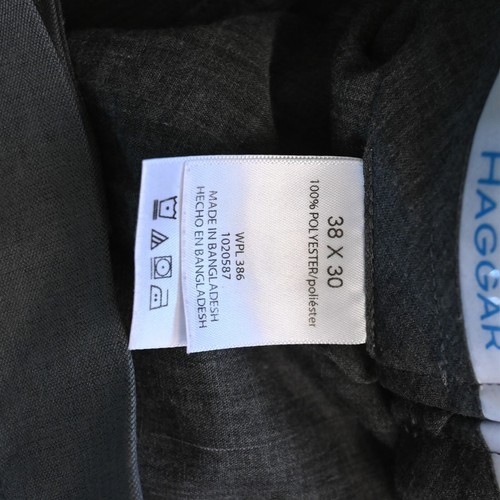 HAGGAR
38 X 30
100% POLYESTER/poliéster
WPL 386
1020587
MADE IN BANGLADESH
HECHO EN BANGLADESH